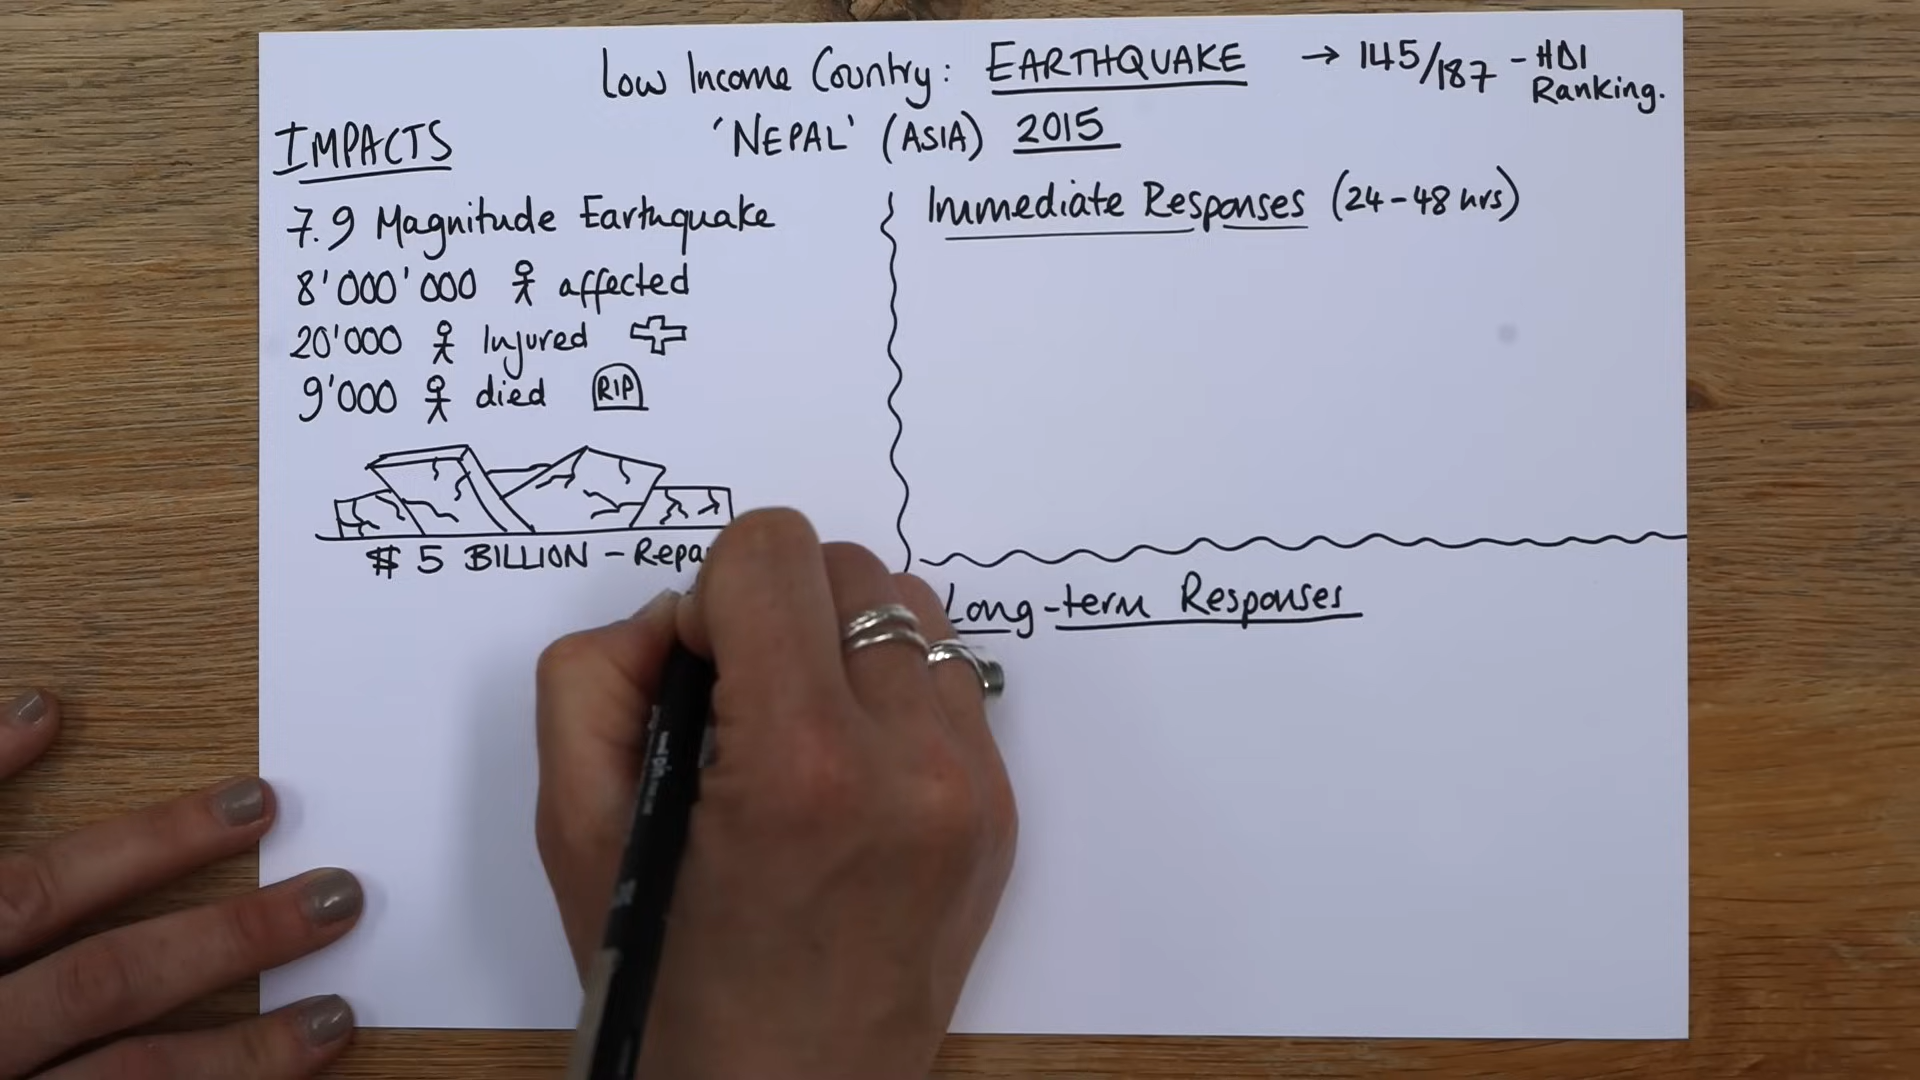 Low Income Country: EARTHQUAKE → 145/187 - HDI Ranking.
'NEPAL' (ASIA) 2015
IMPACTS
7.9 Magnitude Earthquake
8'000'000 affected
20'000 Injured
9'000 died RIP
$ 5 BILLION - Repa
Immediate Responses (24-48 hrs)
Long-term Responses